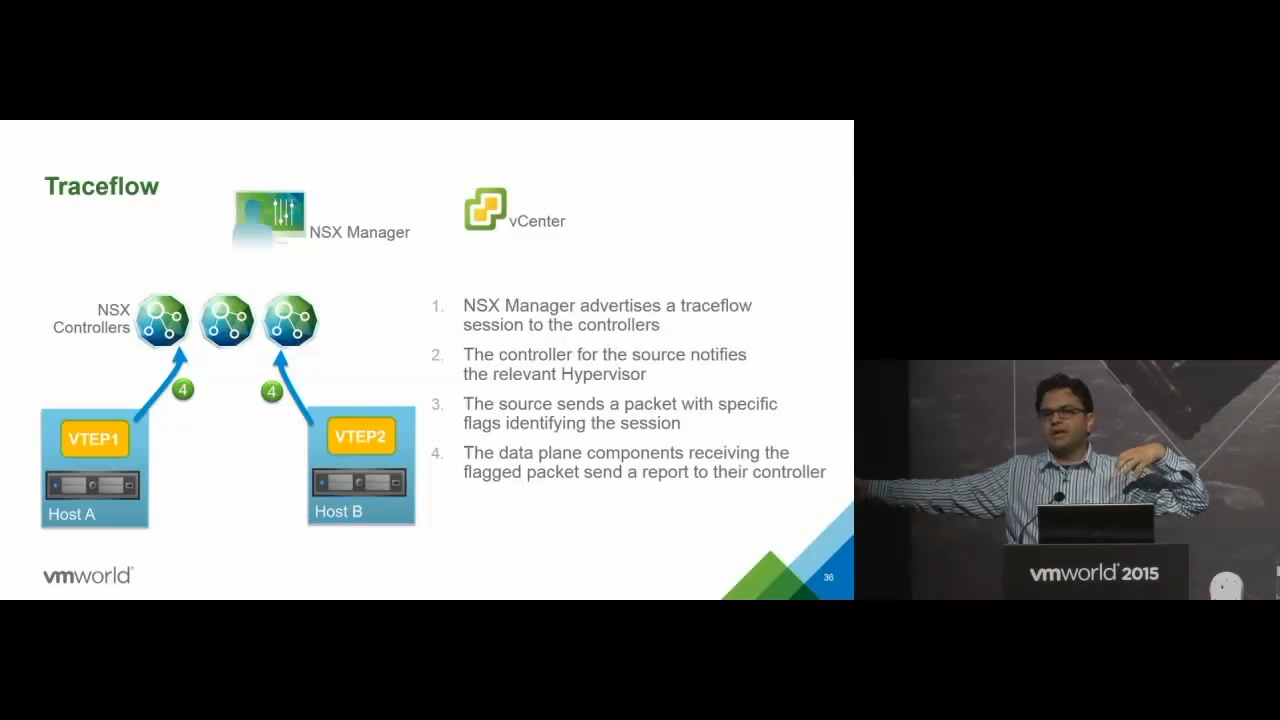 Traceflow
NSX Manager
vCenter
NSX
Controllers
4
4
VTEP1
VTEP2
Host A
Host B
1. NSX Manager advertises a traceflow
session to the controllers
2. The controller for the source notifies
the relevant Hypervisor
3. The source sends a packet with specific
flags identifying the session
4. The data plane components receiving the
flagged packet send a report to their controller
vmworld®
36
vmworld® 2015